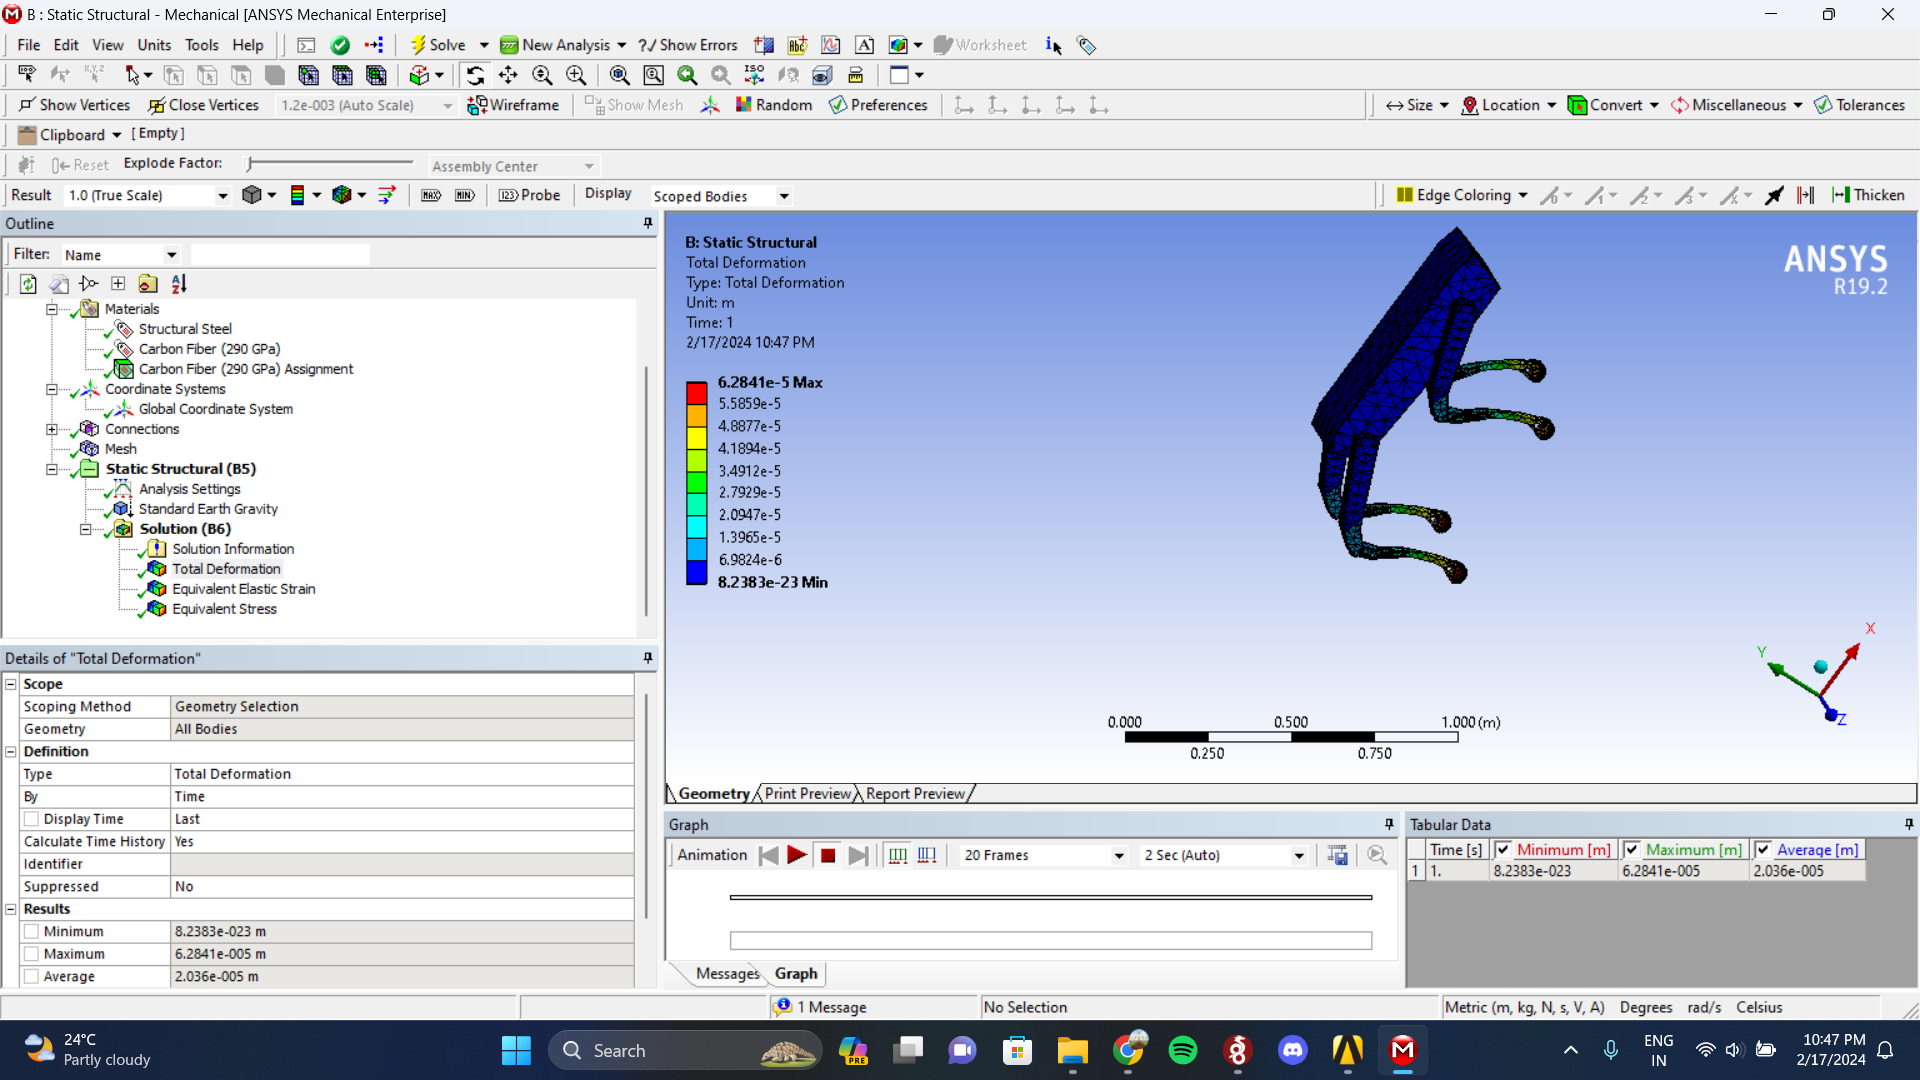 B : Static Structural - Mechanical [ANSYS Mechanical Enterprise]
File Edit View Units Tools Help Solve New Analysis ?/ Show Errors Worksheet
Show Vertices Close Vertices 1.2e-003 (Auto Scale) Wireframe Show Mesh Random Preferences Size Location Convert Miscellaneous Tolerances
Clipboard [ Empty ]
Reset Explode Factor: Assembly Center
Result 1.0 (True Scale) MAX MIN Probe Display Scoped Bodies Edge Coloring Thicken
Outline
Filter: Name
Materials
Structural Steel
Carbon Fiber (290 GPa)
Carbon Fiber (290 GPa) Assignment
Coordinate Systems
Global Coordinate System
Connections
Mesh
Static Structural (B5)
Analysis Settings
Standard Earth Gravity
Solution (B6)
Solution Information
Total Deformation
Equivalent Elastic Strain
Equivalent Stress
Details of "Total Deformation"
Scope
Scoping Method Geometry Selection
Geometry All Bodies
Definition
Type Total Deformation
By Time
Display Time Last
Calculate Time History Yes
Identifier
Suppressed No
Results
Minimum 8.2383e-023 m
Maximum 6.2841e-005 m
Average 2.036e-005 m
B: Static Structural
Total Deformation
Type: Total Deformation
Unit: m
Time: 1
2/17/2024 10:47 PM
6.2841e-5 Max
5.5859e-5
4.8877e-5
4.1894e-5
3.4912e-5
2.7929e-5
2.0947e-5
1.3965e-5
6.9824e-6
8.2383e-23 Min
ANSYS
R19.2
X
Y
Z
0.000 0.500 1.000 (m)
0.250 0.750
Geometry Print Preview Report Preview
Graph
Animation 20 Frames 2 Sec (Auto)
Messages Graph
Tabular Data
Time [s] Minimum [m] Maximum [m] Average [m]
1 1. 8.2383e-023 6.2841e-005 2.036e-005
1 Message No Selection Metric (m, kg, N, s, V, A) Degrees rad/s Celsius
24°C
Partly cloudy
Search
PRE
ENG
IN
10:47 PM
2/17/2024